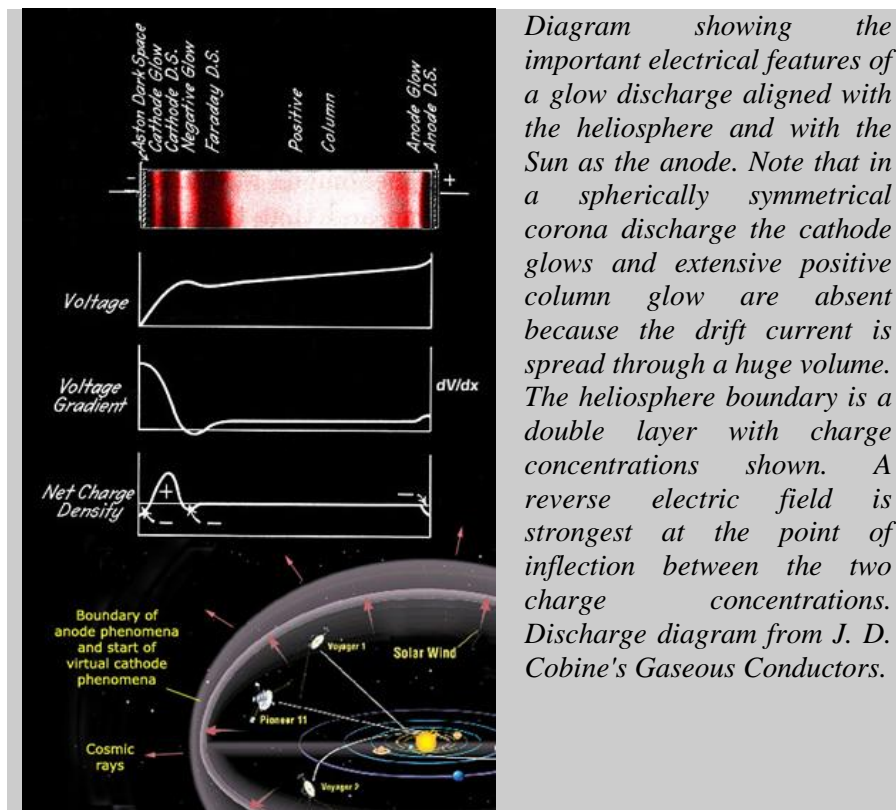 Aston Dark Space
Cathode Glow
Cathode D.S.
Negative Glow
Faraday D.S.
Positive
Column
Anode Glow
Anode D.S.
- +
Voltage
Voltage
Gradient
dV/dx
Net Charge
Density
+
-
-
-
Boundary of
anode phenomena
and start of
virtual cathode
phenomena
Voyager 1
Solar Wind
Pioneer 11
Cosmic
rays
Voyager 2
Diagram showing the
important electrical features of
a glow discharge aligned with
the heliosphere and with the
Sun as the anode. Note that in
a spherically symmetrical
corona discharge the cathode
glows and extensive positive
column glow are absent
because the drift current is
spread through a huge volume.
The heliosphere boundary is a
double layer with charge
concentrations shown. A
reverse electric field is
strongest at the point of
inflection between the two
charge concentrations.
Discharge diagram from J. D.
Cobine's Gaseous Conductors.